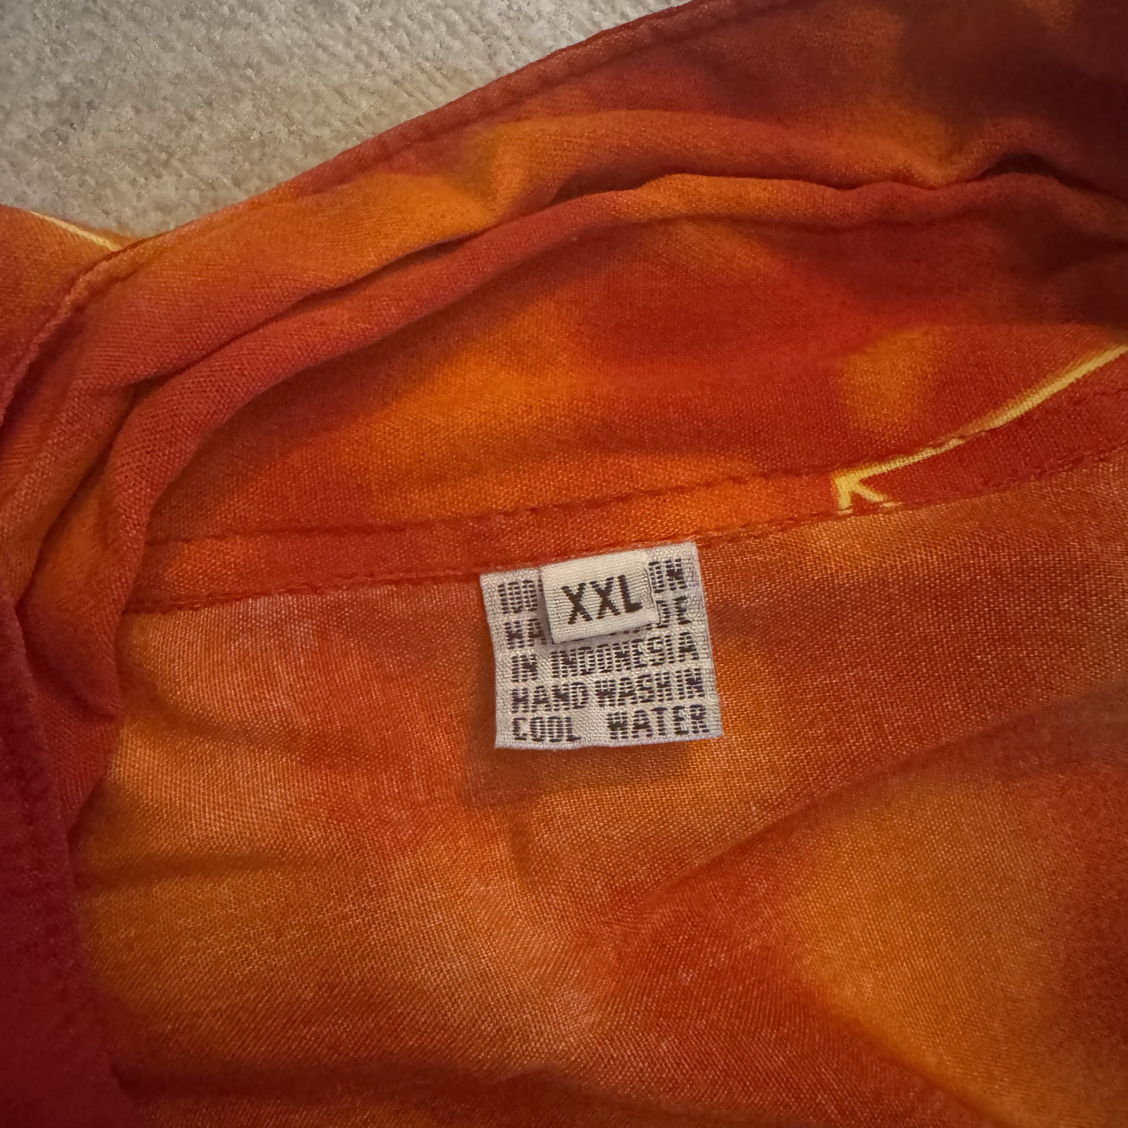 XXL
IN INDONESIA
HAND WASH IN
COOL WATER